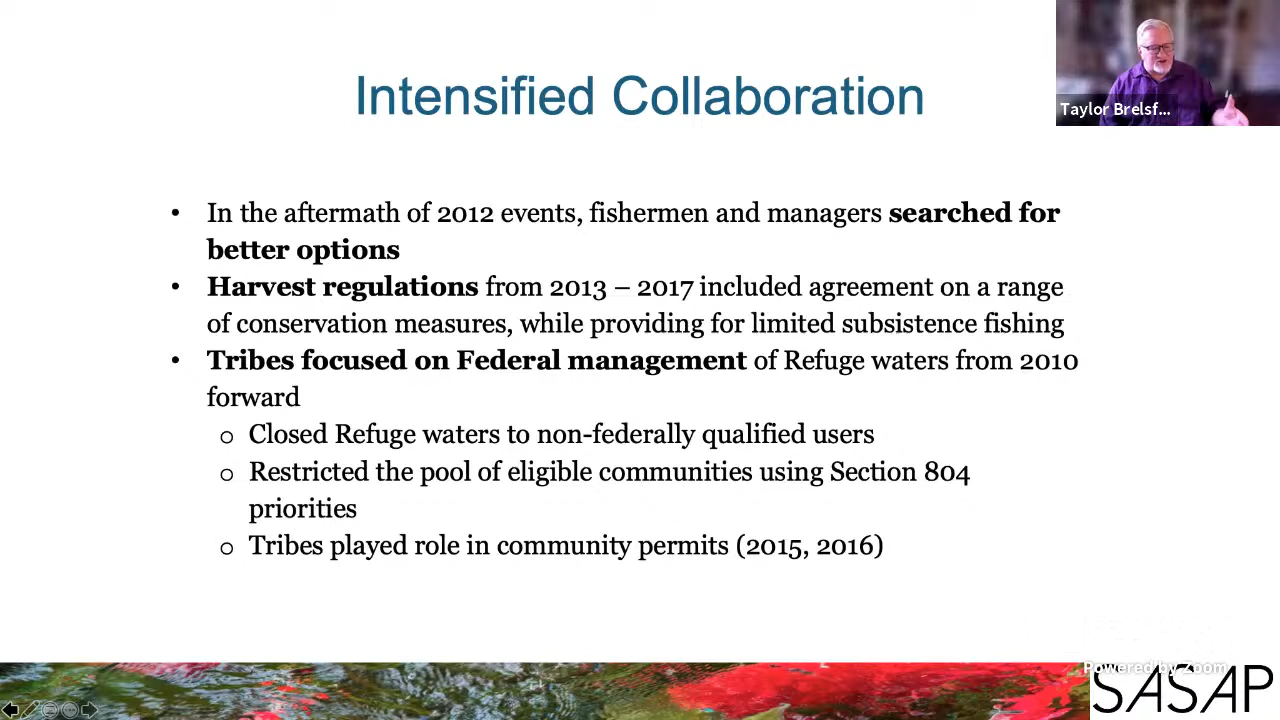 Intensified Collaboration
Taylor Brelsf...
• In the aftermath of 2012 events, fishermen and managers searched for
better options
• Harvest regulations from 2013 – 2017 included agreement on a range
of conservation measures, while providing for limited subsistence fishing
• Tribes focused on Federal management of Refuge waters from 2010
forward
o Closed Refuge waters to non-federally qualified users
o Restricted the pool of eligible communities using Section 804
priorities
o Tribes played role in community permits (2015, 2016)
Powered by Zoom
SASAP